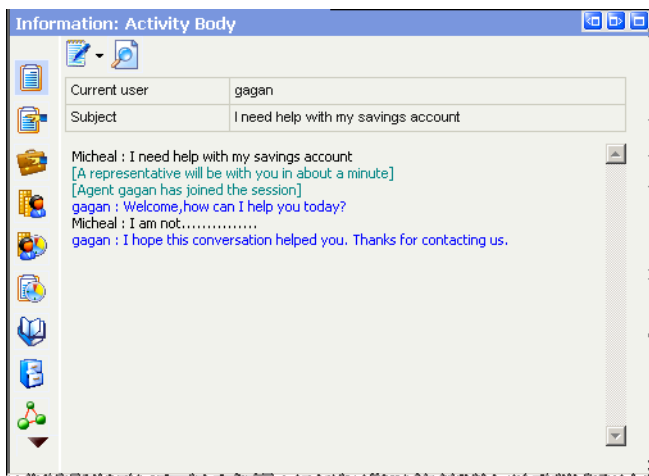 Information: Activity Body
Current user gagan
Subject I need help with my savings account
Micheal : I need help with my savings account
[A representative will be with you in about a minute]
[Agent gagan has joined the session]
gagan : Welcome,how can I help you today?
Micheal : I am not...............
gagan : I hope this conversation helped you. Thanks for contacting us.